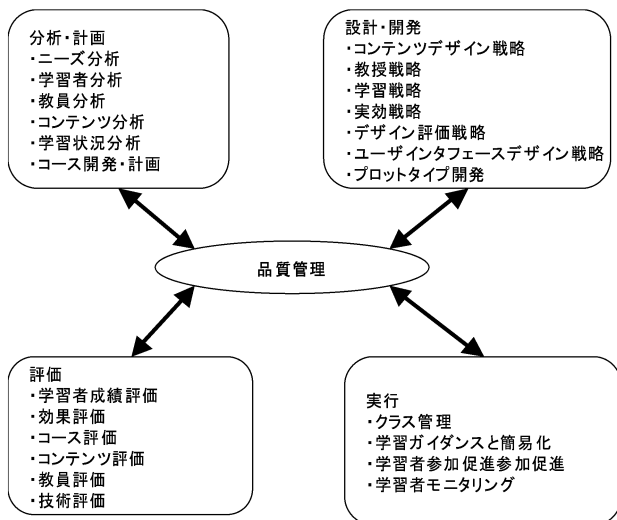 分析・計画
・ニーズ分析
・学習者分析
・教員分析
・コンテンツ分析
・学習状況分析
・コース開発・計画
設計・開発
・コンテンツデザイン戦略
・教授戦略
・学習戦略
・実効戦略
・デザイン評価戦略
・ユーザインタフェースデザイン戦略
・プロットタイプ開発
品質管理
評価
・学習者成績評価
・効果評価
・コース評価
・コンテンツ評価
・教員評価
・技術評価
実行
・クラス管理
・学習ガイダンスと簡易化
・学習者参加促進参加促進
・学習者モニタリング